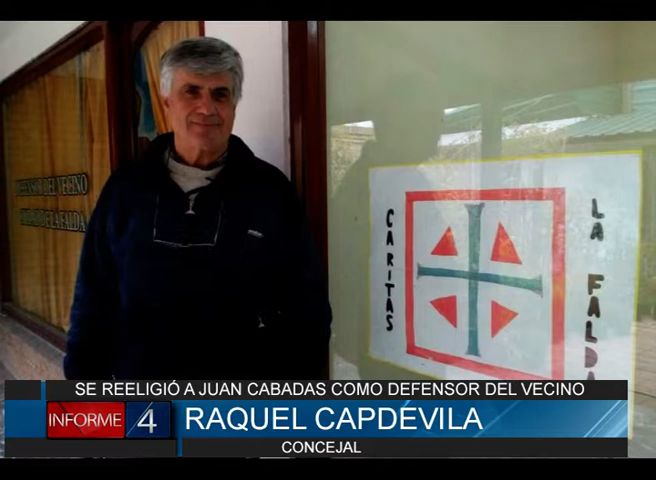 DEFENSOR DEL VECINO
CIUDAD DE LA FALDA
CARITAS
LA FALDA
SE REELIGIÓ A JUAN CABADAS COMO DEFENSOR DEL VECINO
INFORME 4
RAQUEL CAPDÉVILA
CONCEJAL